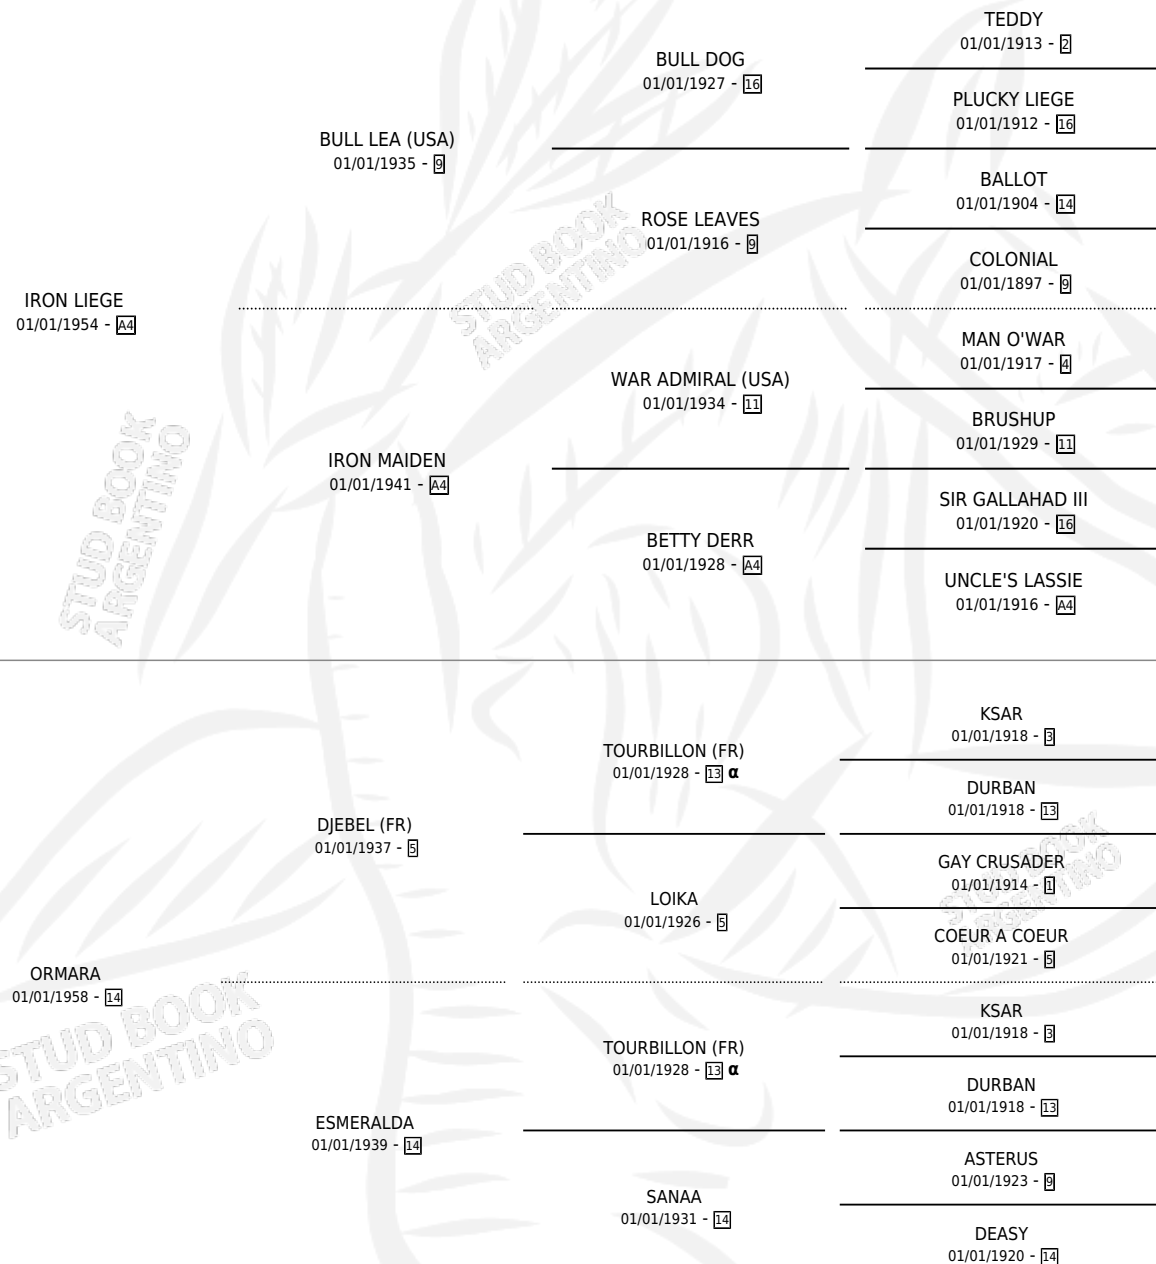 TEDDY
01/01/1913 - 2
BULL DOG
01/01/1927 - 16
PLUCKY LIEGE
01/01/1912 - 16
BULL LEA (USA)
01/01/1935 - 9
BALLOT
01/01/1904 - 14
ROSE LEAVES
01/01/1916 - 9
COLONIAL
01/01/1897 - 9
STUD BOOK
ARGENTINO
IRON LIEGE
01/01/1954 - A4
MAN O'WAR
01/01/1917 - 4
WAR ADMIRAL (USA)
01/01/1934 - 11
BRUSHUP
01/01/1929 - 11
IRON MAIDEN
01/01/1941 - A4
SIR GALLAHAD III
01/01/1920 - 16
BETTY DERR
01/01/1928 - A4
UNCLE'S LASSIE
01/01/1916 - A4
STUD BOOK
ARGENTINO
KSAR
01/01/1918 - 3
TOURBILLON (FR)
01/01/1928 - 13 α
DURBAN
01/01/1918 - 13
DJEBEL (FR)
01/01/1937 - 5
GAY CRUSADER
01/01/1914 - 1
LOIKA
01/01/1926 - 5
COEUR A COEUR
01/01/1921 - 5
STUD BOOK
ARGENTINO
ORMARA
01/01/1958 - 14
KSAR
01/01/1918 - 3
TOURBILLON (FR)
01/01/1928 - 13 α
DURBAN
01/01/1918 - 13
STUD BOOK
ARGENTINO
ESMERALDA
01/01/1939 - 14
ASTERUS
01/01/1923 - 9
SANAA
01/01/1931 - 14
DEASY
01/01/1920 - 14